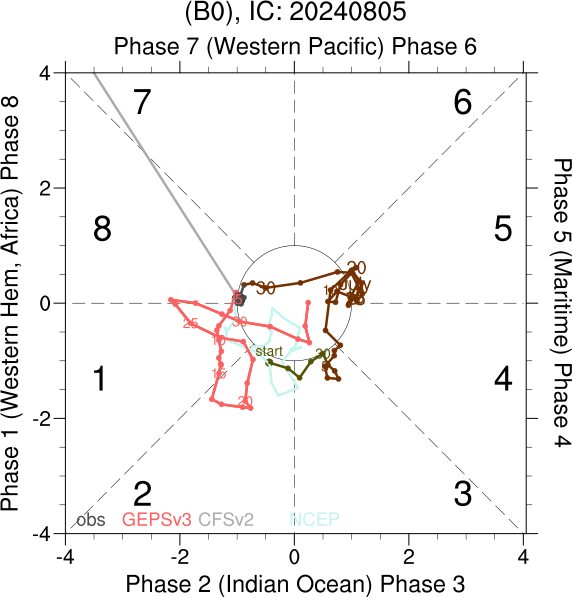 (B0), IC: 20240805
Phase 7 (Western Pacific) Phase 6
Phase 1 (Western Hem, Africa) Phase 8
Phase 5 (Maritime) Phase 4
4
2
0
-2
-4
7
6
8
5
1
4
2
3
20
July
30
25
30
start
30
15
20
obs GEPSv3 CFSv2 NCEP
-4 -2 0 2 4
Phase 2 (Indian Ocean) Phase 3